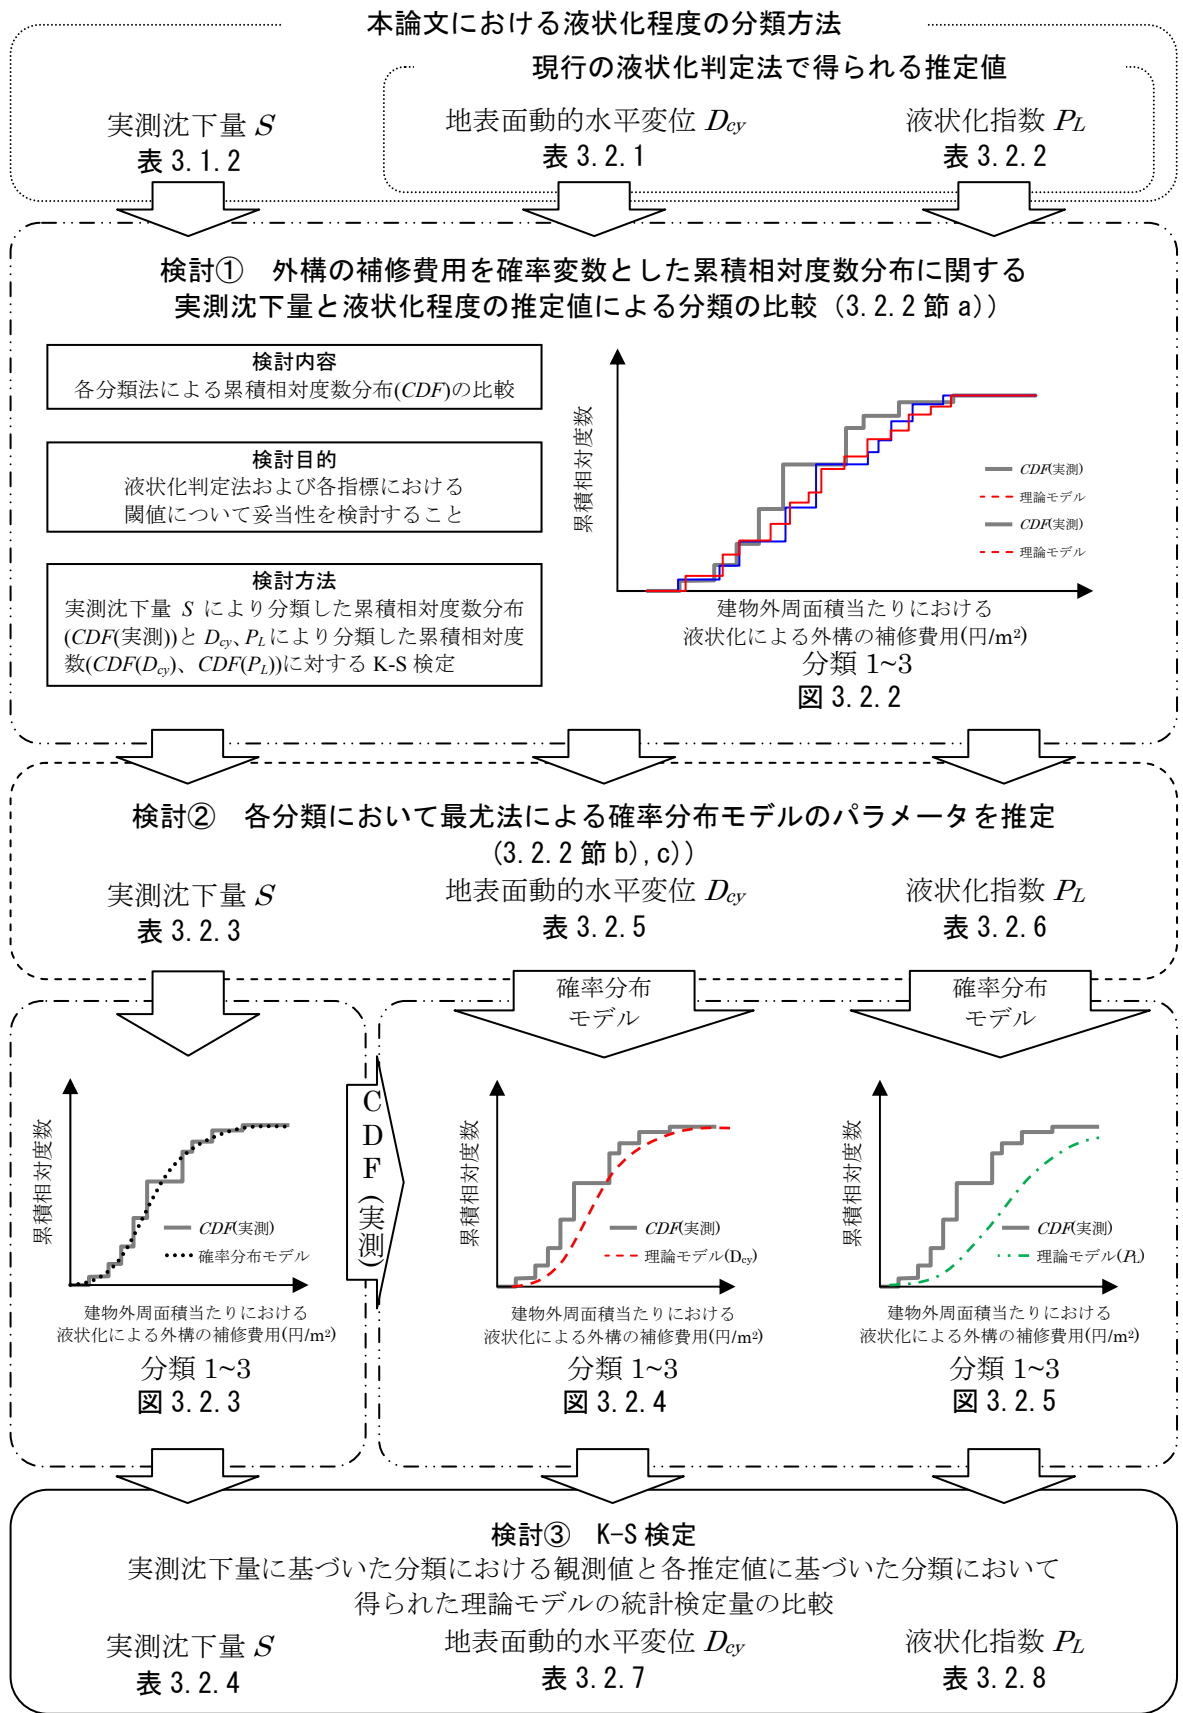 本論文における液状化程度の分類方法
現行の液状化判定法で得られる推定値
実測沈下量 S
表 3.1.2
地表面動的水平変位 Dcy
表 3.2.1
液状化指数 PL
表 3.2.2
検討① 外構の補修費用を確率変数とした累積相対度数分布に関する
実測沈下量と液状化程度の推定値による分類の比較 (3.2.2 節 a))
検討内容
各分類法による累積相対度数分布(CDF)の比較
検討目的
液状化判定法および各指標における
閾値について妥当性を検討すること
検討方法
実測沈下量 S により分類した累積相対度数分布
(CDF(実測))と Dcy、PL により分類した累積相対度
数(CDF(Dcy)、CDF(PL))に対する K-S 検定
累積相対度数
CDF(実測)
理論モデル
CDF(実測)
理論モデル
建物外周面積当たりにおける
液状化による外構の補修費用(円/m²)
分類 1~3
図 3.2.2
検討② 各分類において最尤法による確率分布モデルのパラメータを推定
(3.2.2 節 b), c))
実測沈下量 S
表 3.2.3
地表面動的水平変位 Dcy
表 3.2.5
液状化指数 PL
表 3.2.6
確率分布
モデル
確率分布
モデル
累積相対度数
CDF(実測)
確率分布モデル
建物外周面積当たりにおける
液状化による外構の補修費用(円/m²)
分類 1~3
図 3.2.3
CDF(実測)
累積相対度数
CDF(実測)
理論モデル(Dcy)
建物外周面積当たりにおける
液状化による外構の補修費用(円/m²)
分類 1~3
図 3.2.4
累積相対度数
CDF(実測)
理論モデル(PL)
建物外周面積当たりにおける
液状化による外構の補修費用(円/m²)
分類 1~3
図 3.2.5
検討③ K-S 検定
実測沈下量に基づいた分類における観測値と各推定値に基づいた分類において
得られた理論モデルの統計検定量の比較
実測沈下量 S
表 3.2.4
地表面動的水平変位 Dcy
表 3.2.7
液状化指数 PL
表 3.2.8